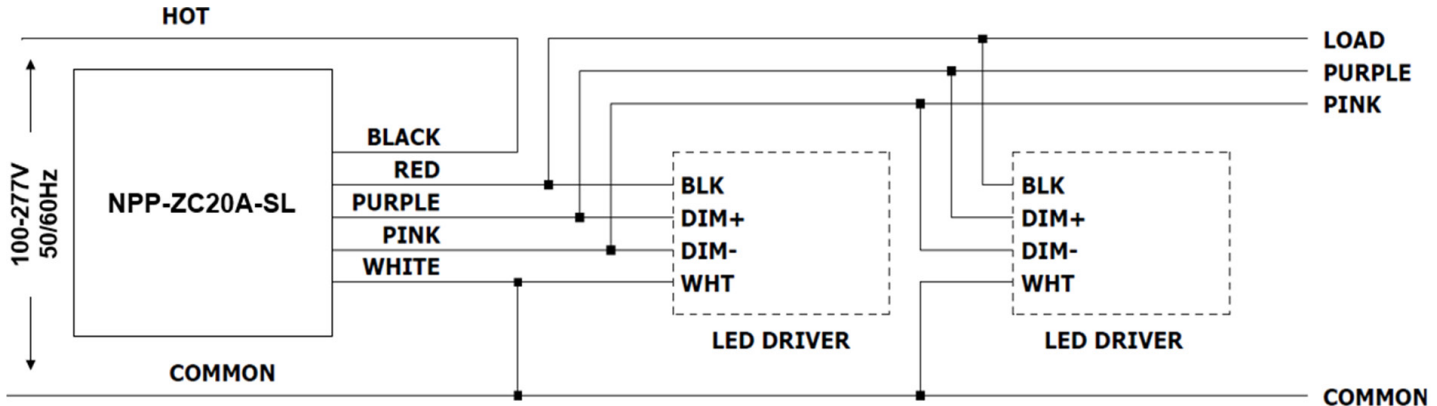 HOT
LOAD
PURPLE
PINK
100-277V
50/60Hz
NPP-ZC20A-SL
BLACK
RED
PURPLE
PINK
WHITE
BLK
DIM+
DIM-
WHT
LED DRIVER
BLK
DIM+
DIM-
WHT
LED DRIVER
COMMON
COMMON